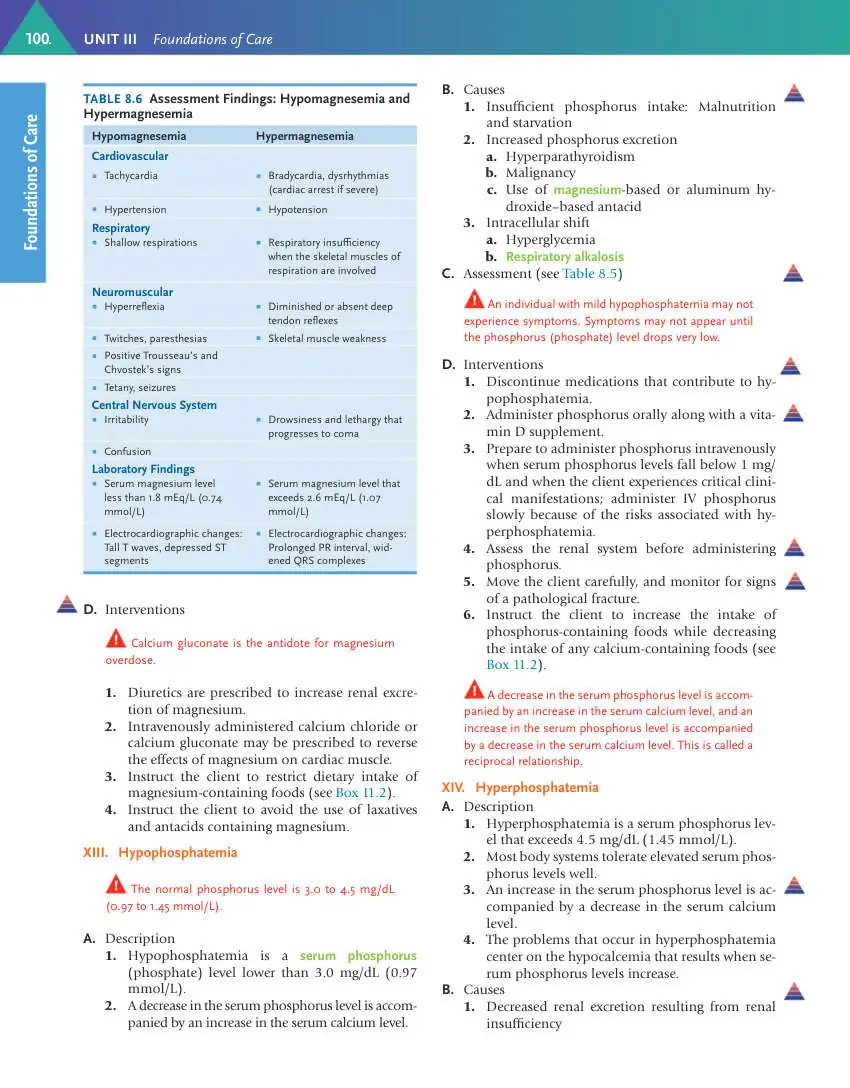 100.
UNIT III Foundations of Care
Foundations of Care
TABLE 8.6 Assessment Findings: Hypomagnesemia and
Hypermagnesemia
Hypomagnesemia Hypermagnesemia
Cardiovascular
▪ Tachycardia
▪ Bradycardia, dysrhythmias
(cardiac arrest if severe)
▪ Hypertension
▪ Hypotension
Respiratory
▪ Shallow respirations
▪ Respiratory insufficiency
when the skeletal muscles of
respiration are involved
Neuromuscular
▪ Hyperreflexia
▪ Diminished or absent deep
tendon reflexes
▪ Twitches, paresthesias
▪ Skeletal muscle weakness
▪ Positive Trousseau's and
Chvostek's signs
▪ Tetany, seizures
Central Nervous System
▪ Irritability
▪ Drowsiness and lethargy that
progresses to coma
▪ Confusion
Laboratory Findings
▪ Serum magnesium level
less than 1.8 mEq/L (0.74
mmol/L)
▪ Serum magnesium level that
exceeds 2.6 mEq/L (1.07
mmol/L)
▪ Electrocardiographic changes:
Tall T waves, depressed ST
segments
▪ Electrocardiographic changes:
Prolonged PR interval, wid-
ened QRS complexes
D. Interventions
Calcium gluconate is the antidote for magnesium
overdose.
1. Diuretics are prescribed to increase renal excre-
tion of magnesium.
2. Intravenously administered calcium chloride or
calcium gluconate may be prescribed to reverse
the effects of magnesium on cardiac muscle.
3. Instruct the client to restrict dietary intake of
magnesium-containing foods (see Box 11.2).
4. Instruct the client to avoid the use of laxatives
and antacids containing magnesium.
XIII. Hypophosphatemia
The normal phosphorus level is 3.0 to 4.5 mg/dL
(0.97 to 1.45 mmol/L).
A. Description
1. Hypophosphatemia is a serum phosphorus
(phosphate) level lower than 3.0 mg/dL (0.97
mmol/L).
2. A decrease in the serum phosphorus level is accom-
panied by an increase in the serum calcium level.
B. Causes
1. Insufficient phosphorus intake: Malnutrition
and starvation
2. Increased phosphorus excretion
a. Hyperparathyroidism
b. Malignancy
c. Use of magnesium-based or aluminum hy-
droxide–based antacid
3. Intracellular shift
a. Hyperglycemia
b. Respiratory alkalosis
C. Assessment (see Table 8.5)
An individual with mild hypophosphatemia may not
experience symptoms. Symptoms may not appear until
the phosphorus (phosphate) level drops very low.
D. Interventions
1. Discontinue medications that contribute to hy-
pophosphatemia.
2. Administer phosphorus orally along with a vita-
min D supplement.
3. Prepare to administer phosphorus intravenously
when serum phosphorus levels fall below 1 mg/
dL and when the client experiences critical clini-
cal manifestations; administer IV phosphorus
slowly because of the risks associated with hy-
perphosphatemia.
4. Assess the renal system before administering
phosphorus.
5. Move the client carefully, and monitor for signs
of a pathological fracture.
6. Instruct the client to increase the intake of
phosphorus-containing foods while decreasing
the intake of any calcium-containing foods (see
Box 11.2).
A decrease in the serum phosphorus level is accom-
panied by an increase in the serum calcium level, and an
increase in the serum phosphorus level is accompanied
by a decrease in the serum calcium level. This is called a
reciprocal relationship.
XIV. Hyperphosphatemia
A. Description
1. Hyperphosphatemia is a serum phosphorus lev-
el that exceeds 4.5 mg/dL (1.45 mmol/L).
2. Most body systems tolerate elevated serum phos-
phorus levels well.
3. An increase in the serum phosphorus level is ac-
companied by a decrease in the serum calcium
level.
4. The problems that occur in hyperphosphatemia
center on the hypocalcemia that results when se-
rum phosphorus levels increase.
B. Causes
1. Decreased renal excretion resulting from renal
insufficiency